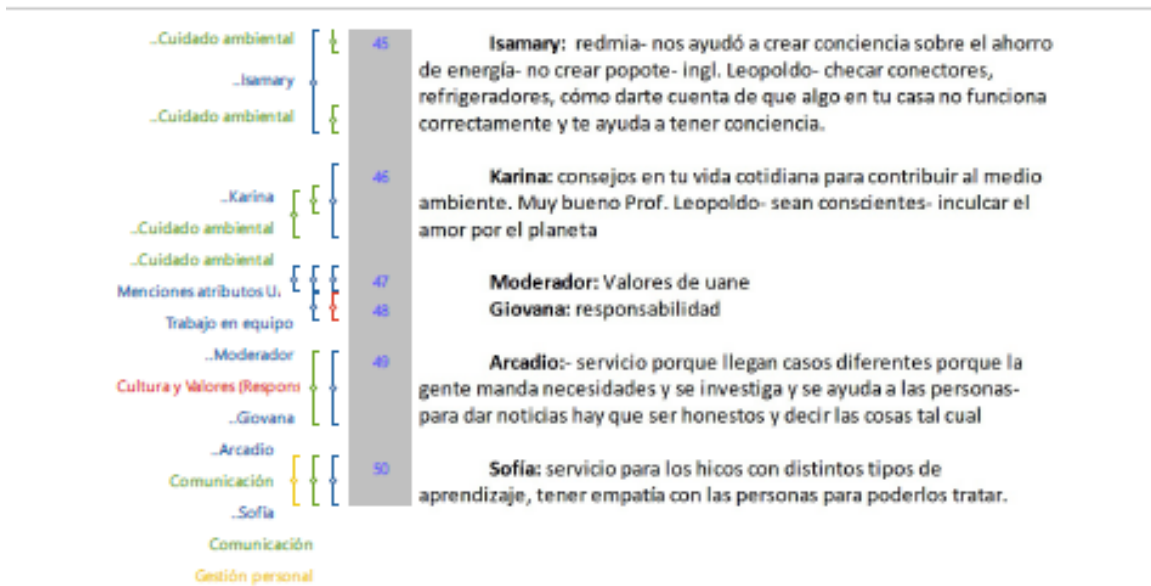 ..Cuidado ambiental
..Isamary
..Cuidado ambiental
..Karina
..Cuidado ambiental
..Cuidado ambiental
Menciones atributos U.
Trabajo en equipo
..Moderador
Cultura y Valores (Respons
..Giovana
..Arcadio
Comunicación
..Sofía
Comunicación
Gestión personal
45 Isamary: redmia- nos ayudó a crear conciencia sobre el ahorro
de energía- no crear popote- ingl. Leopoldo- checar conectores,
refrigeradores, cómo darte cuenta de que algo en tu casa no funciona
correctamente y te ayuda a tener conciencia.
46 Karina: consejos en tu vida cotidiana para contribuir al medio
ambiente. Muy bueno Prof. Leopoldo- sean conscientes- inculcar el
amor por el planeta
47 Moderador: Valores de uane
48 Giovana: responsabilidad
49 Arcadio:- servicio porque llegan casos diferentes porque la
gente manda necesidades y se investiga y se ayuda a las personas-
para dar noticias hay que ser honestos y decir las cosas tal cual
50 Sofía: servicio para los hicos con distintos tipos de
aprendizaje, tener empatía con las personas para poderlos tratar.